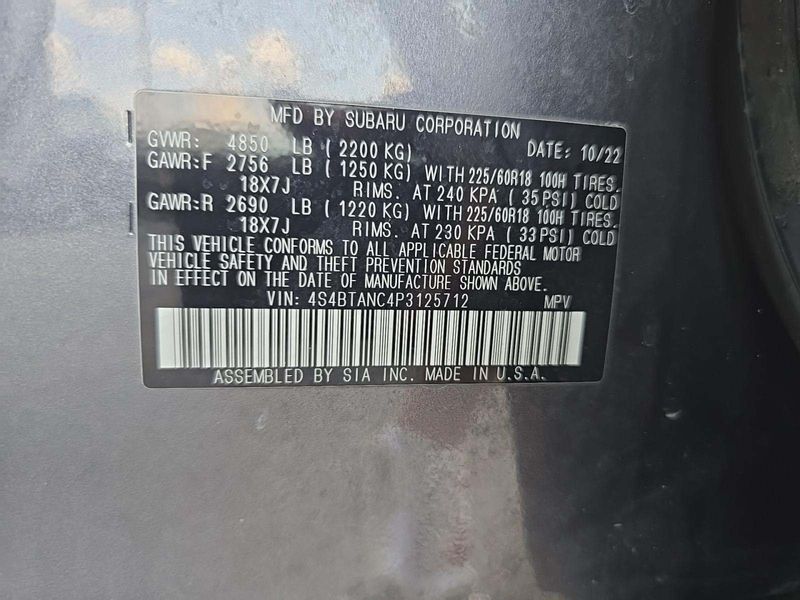 MFD BY SUBARU CORPORATION
GVWR: 4850 LB ( 2200 KG) DATE: 10/22
GAWR:F 2756 LB ( 1250 KG) WITH 225/60R18 100H TIRES.
18X7J RIMS. AT 240 KPA ( 35 PSI) COLD
GAWR:R 2690 LB ( 1220 KG) WITH 225/60R18 100H TIRES.
18X7J RIMS. AT 230 KPA ( 33 PSI) COLD
THIS VEHICLE CONFORMS TO ALL APPLICABLE FEDERAL MOTOR
VEHICLE SAFETY AND THEFT PREVENTION STANDARDS
IN EFFECT ON THE DATE OF MANUFACTURE SHOWN ABOVE.
VIN: 4S4BTANC4P3125712 MPV
ASSEMBLED BY SIA INC. MADE IN U.S.A.